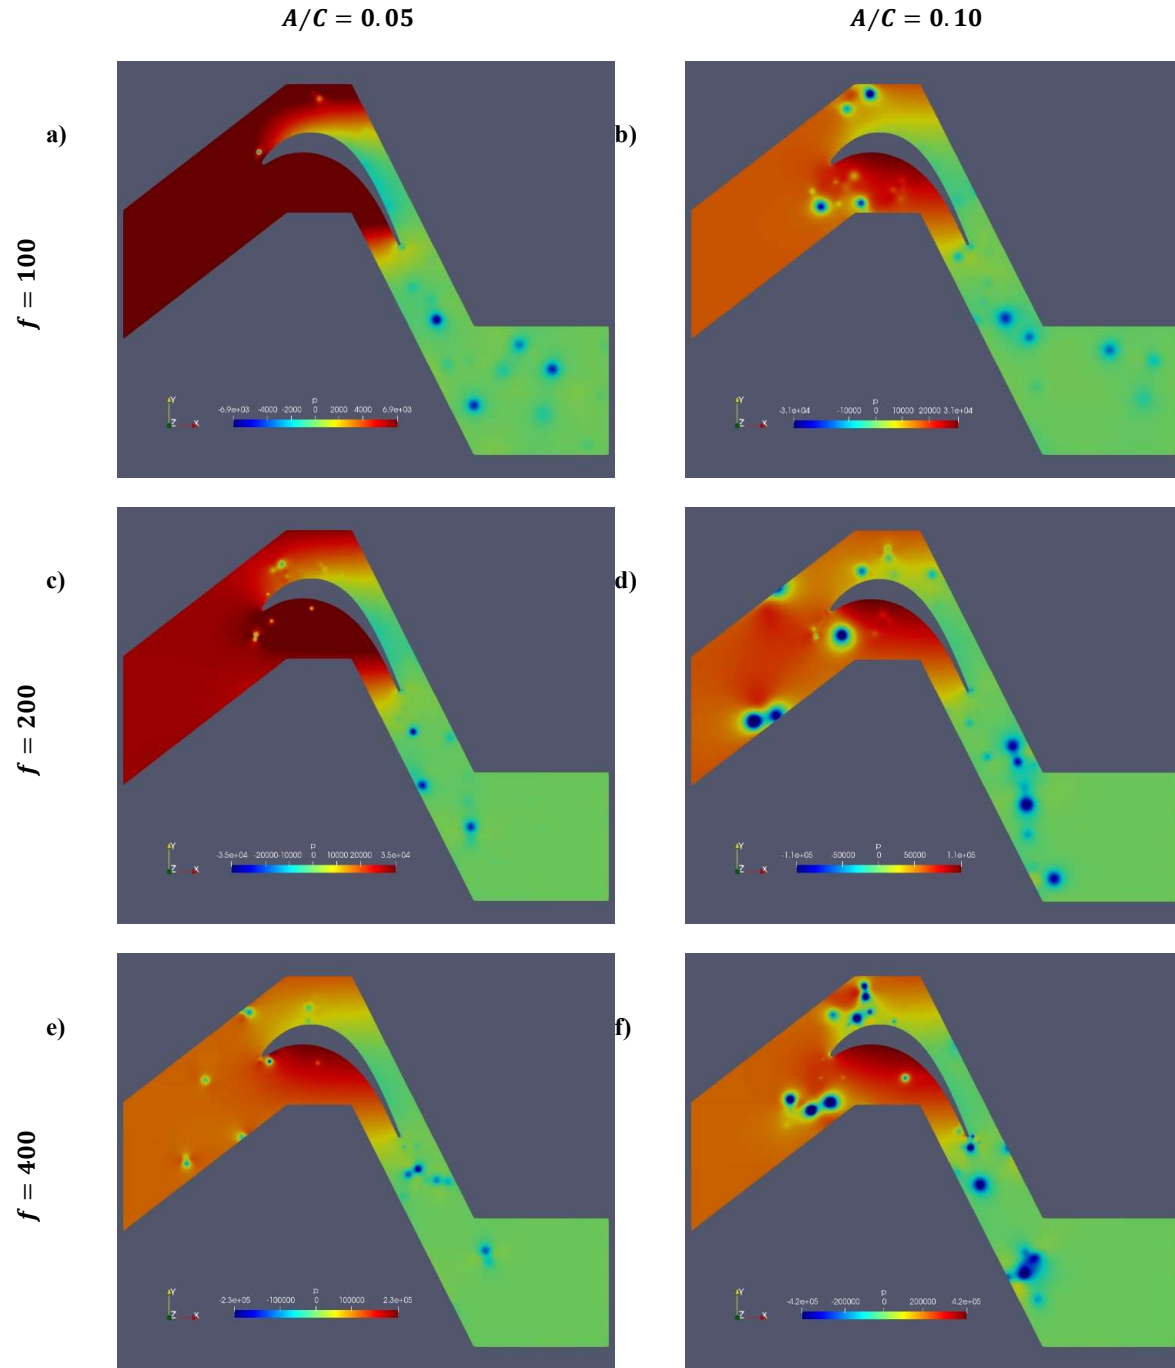 A/C = 0.05 A/C = 0.10
f = 100
a) b)
p p
-6.9e+03 -4000 -2000 0 2000 4000 6.9e+03 -3.1e+04 -10000 0 10000 20000 3.1e+04
Y Z X Y Z X
f = 200
c) d)
p p
-3.5e+04 -20000 -10000 0 10000 20000 3.5e+04 -1.1e+05 -50000 0 50000 1.1e+05
Y Z X Y Z X
f = 400
e) f)
p p
-2.3e+05 -100000 0 100000 2.3e+05 -4.2e+05 -200000 0 200000 4.2e+05
Y Z X Y Z X